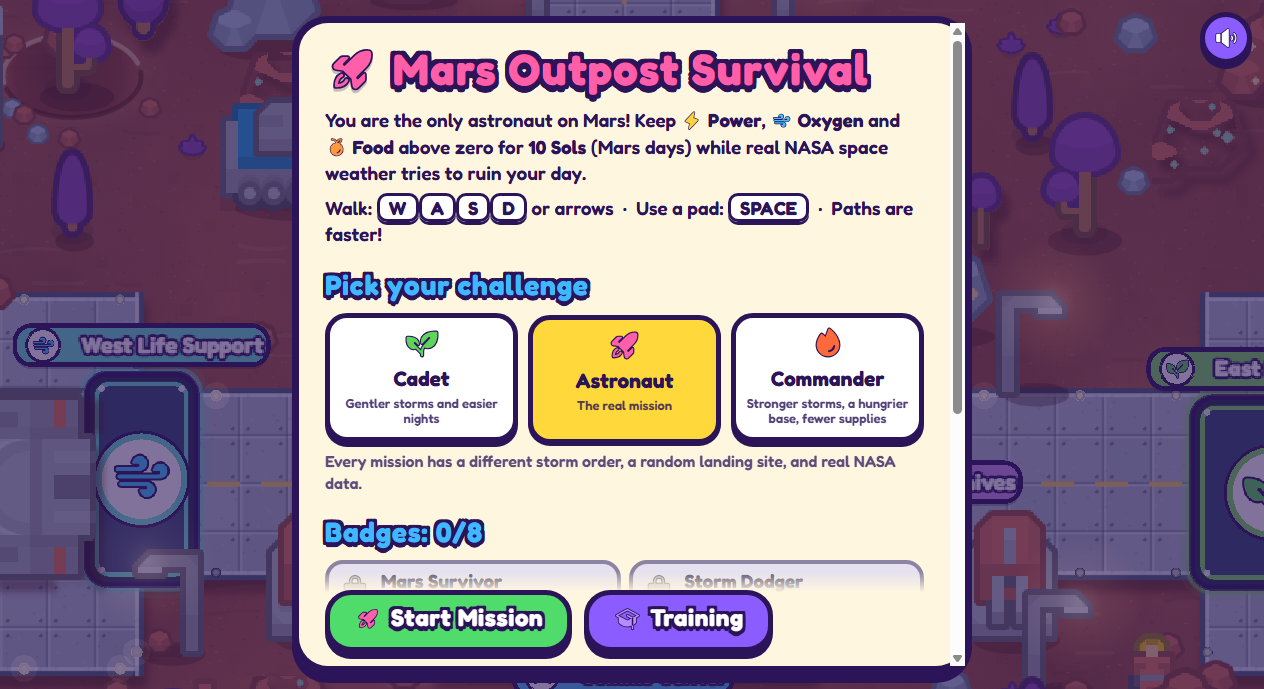 Mars Outpost Survival
You are the only astronaut on Mars! Keep Power, Oxygen and
Food above zero for 10 Sols (Mars days) while real NASA space
weather tries to ruin your day.
Walk: W A S D or arrows · Use a pad: SPACE · Paths are
faster!
Pick your challenge
Cadet
Gentler storms and easier
nights
Astronaut
The real mission
Commander
Stronger storms, a hungrier
base, fewer supplies
Every mission has a different storm order, a random landing site, and real NASA
data.
Badges: 0/8
Mars Survivor
Storm Dodger
Start Mission
Training
West Life Support
East